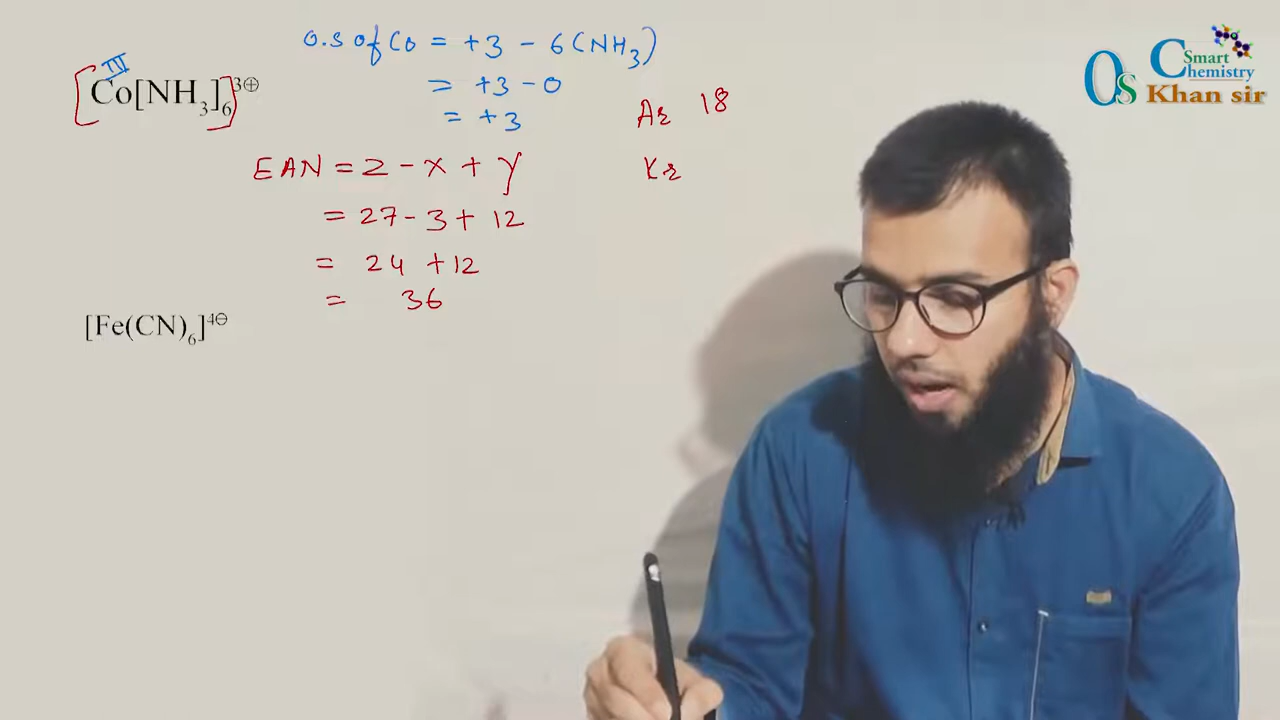 O.S of Co = +3 - 6(NH₃)
III
[Co[NH₃]₆]³⊕
= +3 - 0
= +3
Ar 18
EAN = Z - X + Y
Kr
= 27 - 3 + 12
= 24 + 12
= 36
[Fe(CN)₆]⁴⊖
Os
Smart
Chemistry
Khan sir